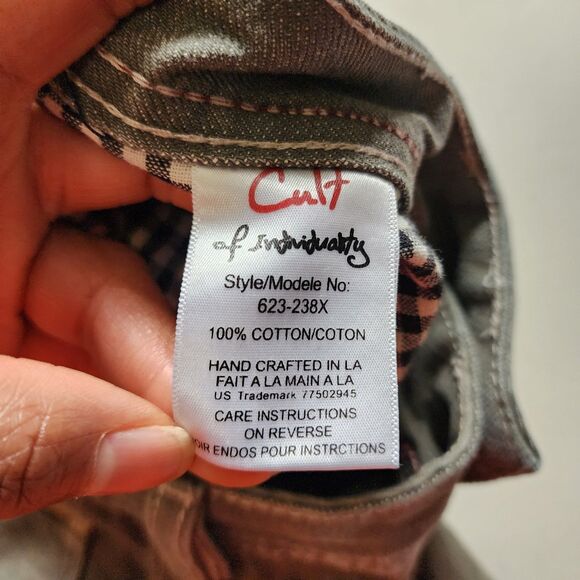 Cult
of Individuality
Style/Modele No:
623-238X
100% COTTON/COTON
HAND CRAFTED IN LA
FAIT A LA MAIN A LA
US Trademark 77502945
CARE INSTRUCTIONS
ON REVERSE
OIR ENDOS POUR INSTRCTIONS